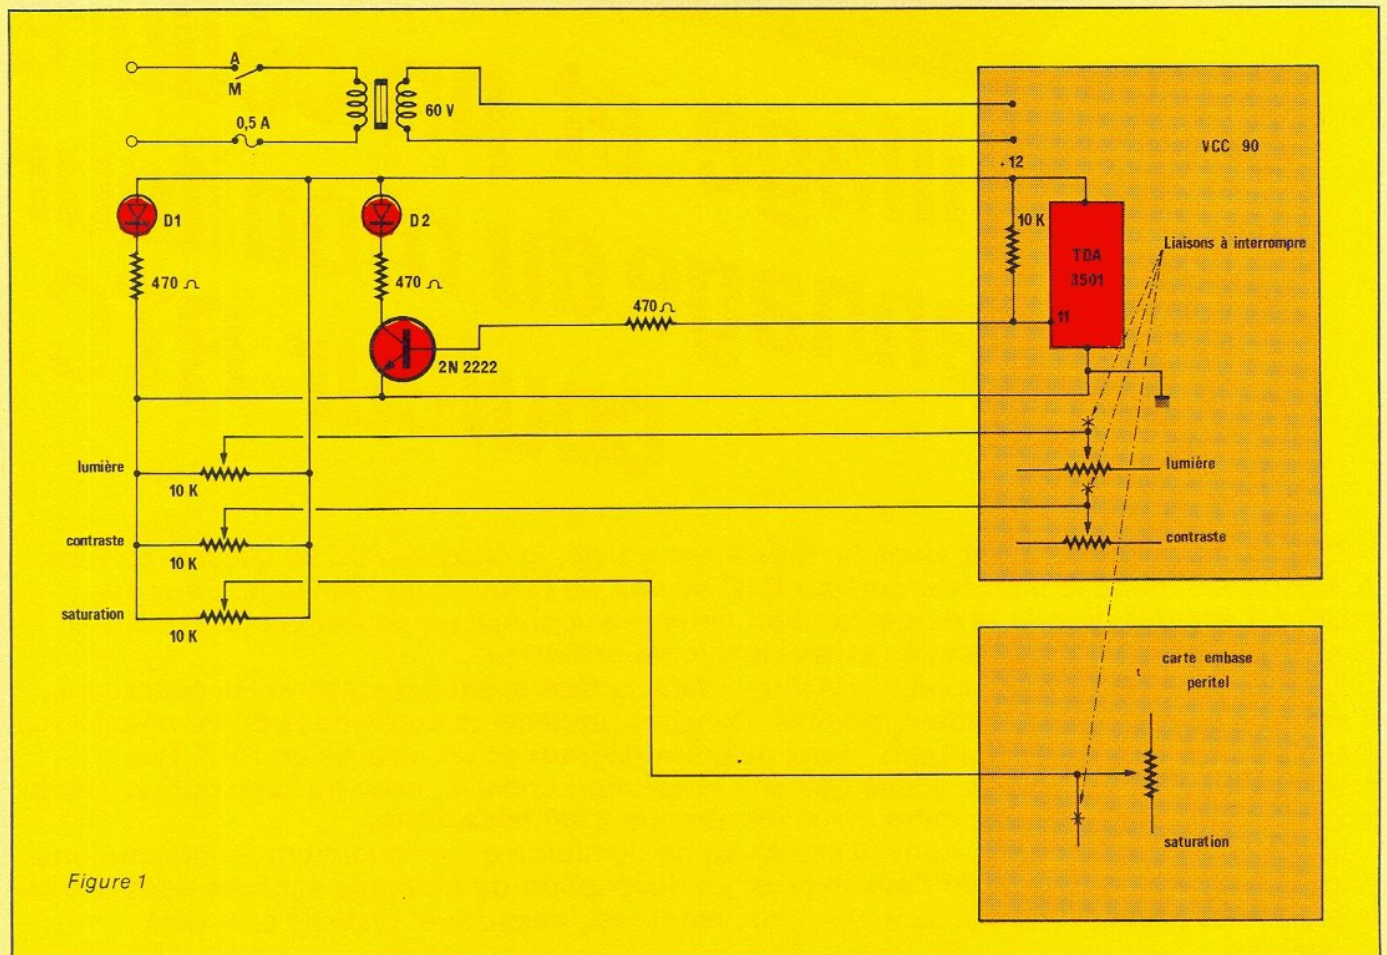 A
M
0,5 A
60 V
VCC 90
+ 12
D1
D2
10 K
Liaisons à interrompre
TDA
3501
470 Ω
470 Ω
470 Ω
11
2N 2222
lumière
10 K
lumière
contraste
10 K
contraste
saturation
10 K
carte embase
peritel
saturation
Figure 1